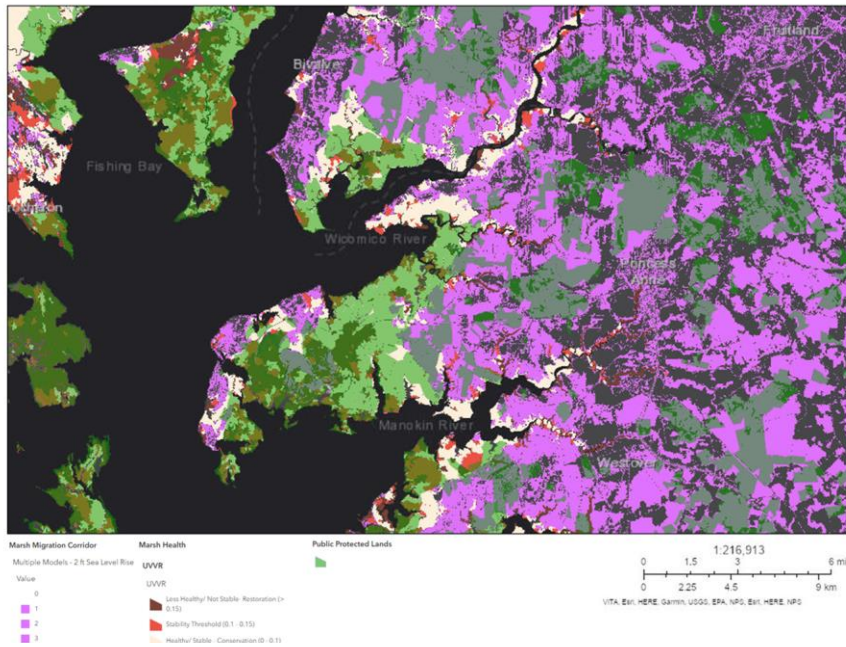 Fruitland
Bivalve
Fishing Bay
Wicomico River
Princess
Anne
Manokin River
Westover
Marsh Migration Corridor
Multiple Models - 2 ft Sea Level Rise
Value
0
1
2
3
Marsh Health
UVVR
UVVR
Less Healthy/ Not Stable- Restoration (>
0.15)
Stability Threshold (0.1 - 0.15)
Healthy/ Stable - Conservation (0 - 0.1)
Public Protected Lands
1:216,913
0 1.5 3 6 mi
0 2.25 4.5 9 km
VITA, Esri, HERE, Garmin, USGS, EPA, NPS, Esri, HERE, NPS